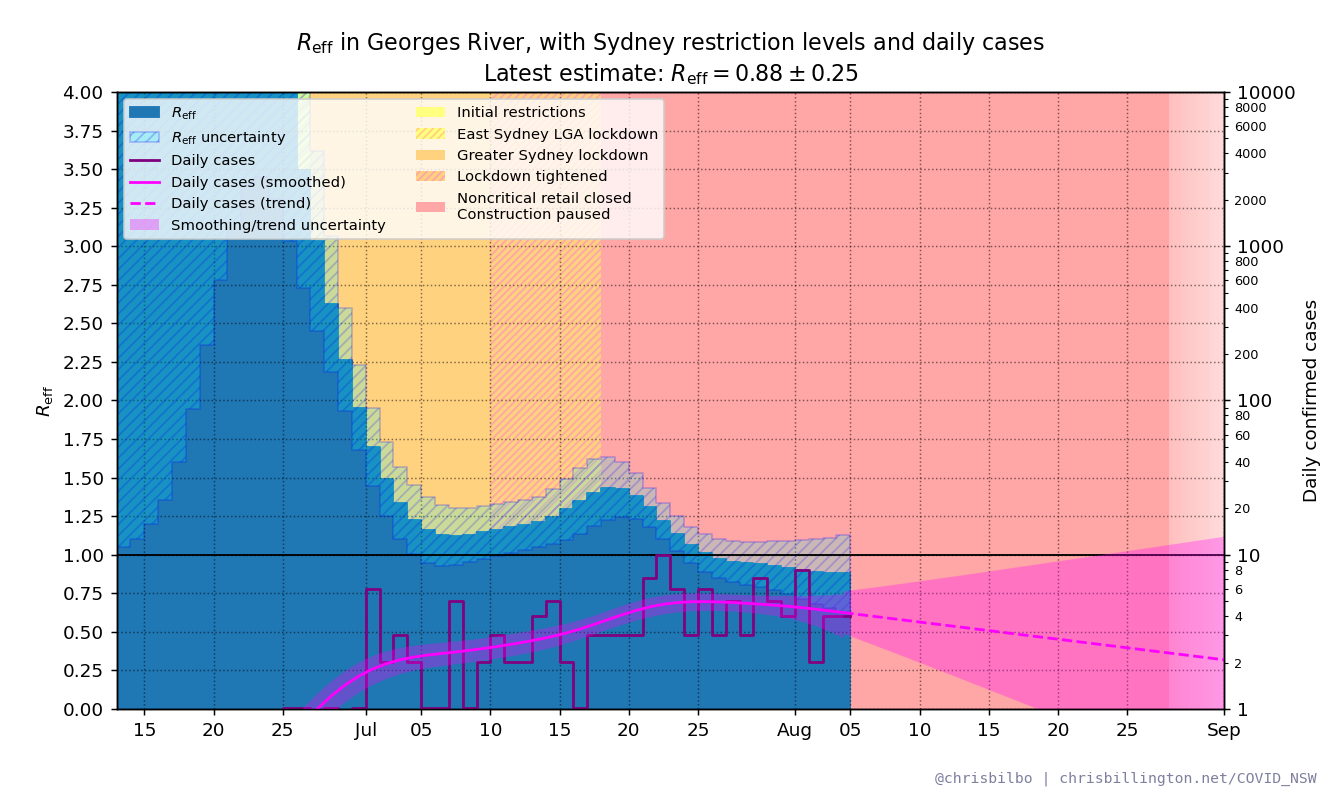 Reff in Georges River, with Sydney restriction levels and daily cases
Latest estimate: Reff = 0.88 ± 0.25
Reff
Reff uncertainty
Daily cases
Daily cases (smoothed)
Daily cases (trend)
Smoothing/trend uncertainty
Initial restrictions
East Sydney LGA lockdown
Greater Sydney lockdown
Lockdown tightened
Noncritical retail closed
Construction paused
Reff
4.00
3.75
3.50
3.25
3.00
2.75
2.50
2.25
2.00
1.75
1.50
1.25
1.00
0.75
0.50
0.25
0.00
10000
8000
6000
4000
2000
1000
800
600
400
200
100
80
60
40
20
10
8
6
4
2
1
Daily confirmed cases
15 20 25 Jul 05 10 15 20 25 Aug 05 10 15 20 25 Sep
@chrisbilbo | chrisbillington.net/COVID_NSW